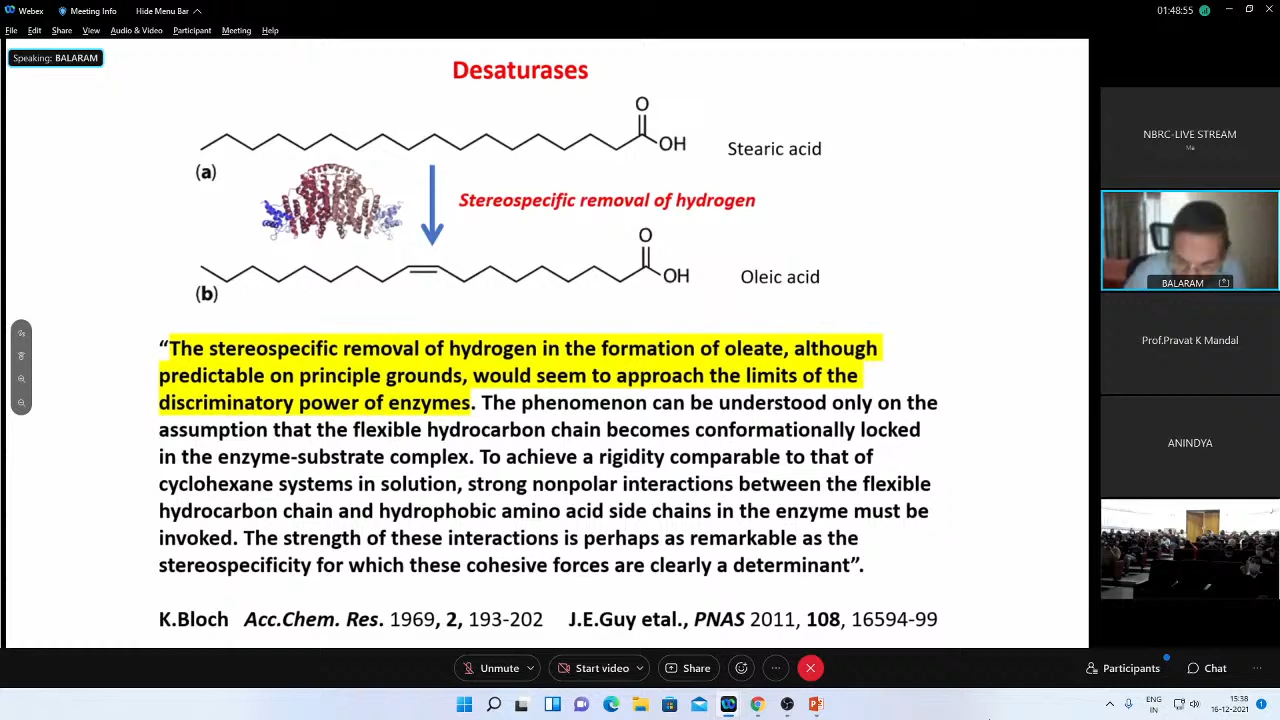 Webex
Meeting Info
Hide Menu Bar
01:48:55
File Edit Share View Audio & Video Participant Meeting Help
Speaking: BALARAM
Desaturases
O
OH
Stearic acid
(a)
Stereospecific removal of hydrogen
O
OH
Oleic acid
(b)
“The stereospecific removal of hydrogen in the formation of oleate, although
predictable on principle grounds, would seem to approach the limits of the
discriminatory power of enzymes. The phenomenon can be understood only on the
assumption that the flexible hydrocarbon chain becomes conformationally locked
in the enzyme-substrate complex. To achieve a rigidity comparable to that of
cyclohexane systems in solution, strong nonpolar interactions between the flexible
hydrocarbon chain and hydrophobic amino acid side chains in the enzyme must be
invoked. The strength of these interactions is perhaps as remarkable as the
stereospecificity for which these cohesive forces are clearly a determinant”.
K.Bloch Acc.Chem. Res. 1969, 2, 193-202 J.E.Guy etal., PNAS 2011, 108, 16594-99
NBRC-LIVE STREAM
Me
BALARAM
Prof.Pravat K Mandal
ANINDYA
Unmute
Start video
Share
Participants
Chat
ENG
IN
15:38
16-12-2021